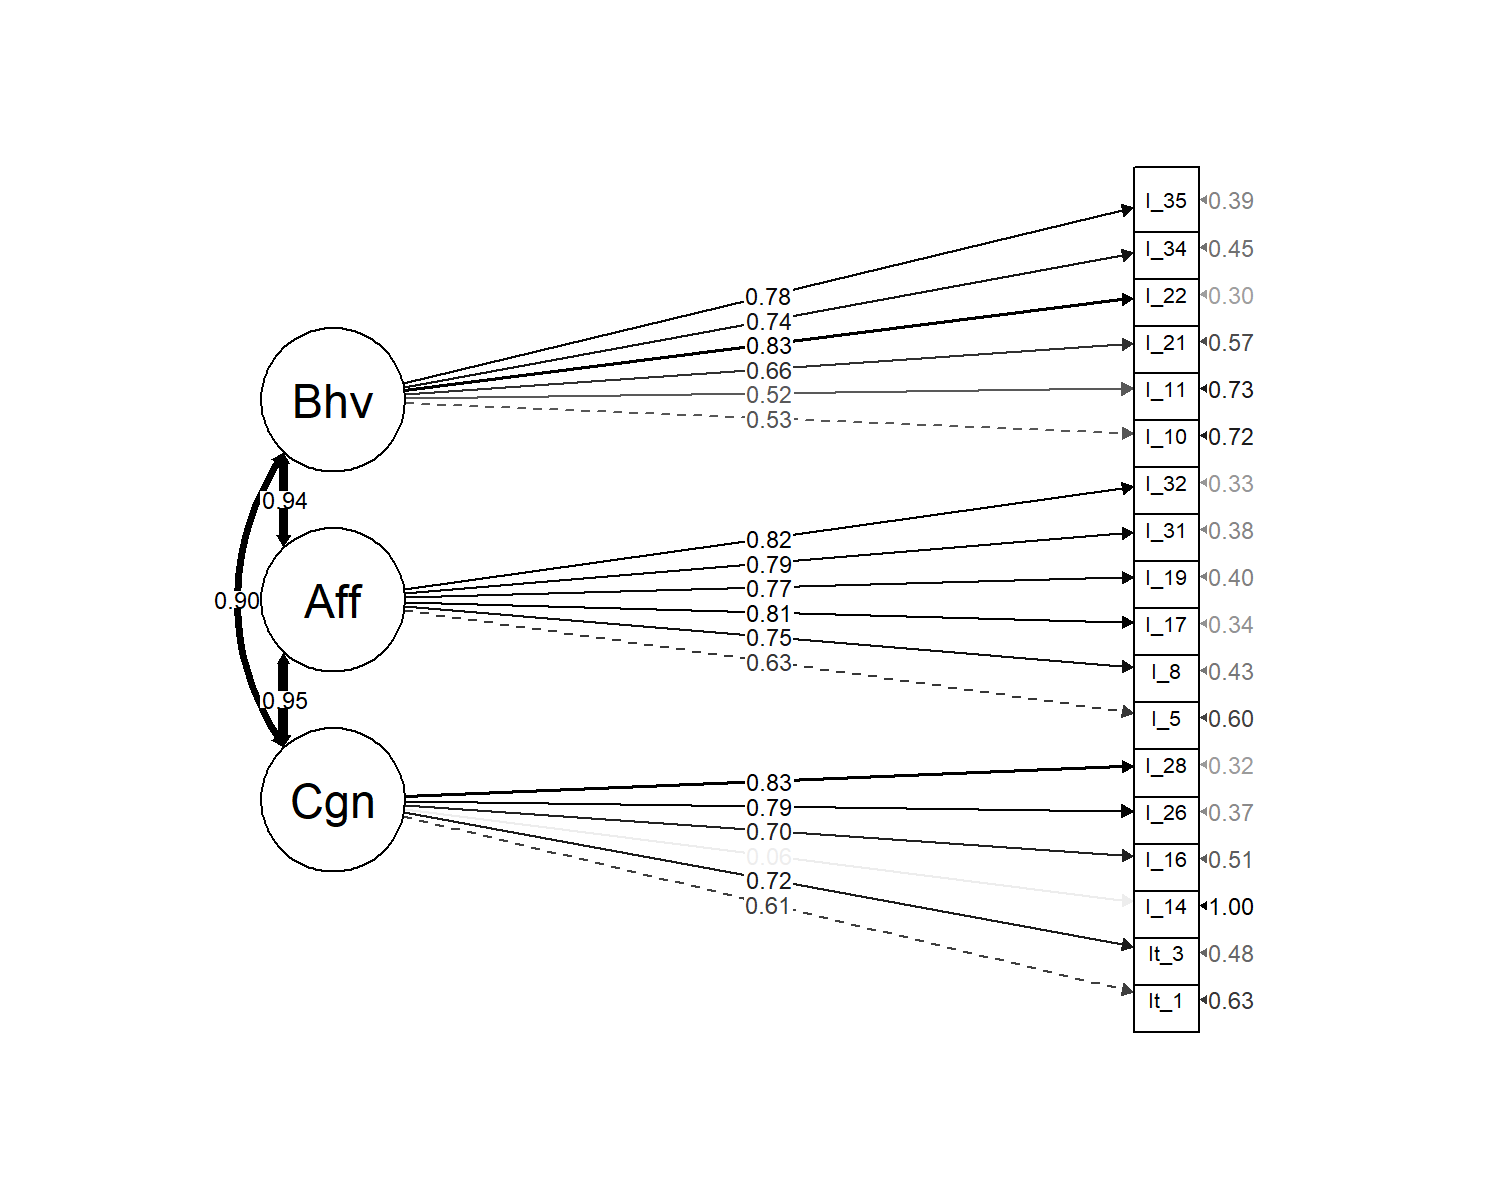 I_35 0.39
I_34 0.45
I_22 0.30
I_21 0.57
I_11 0.73
I_10 0.72
I_32 0.33
I_31 0.38
I_19 0.40
I_17 0.34
I_8 0.43
I_5 0.60
I_28 0.32
I_26 0.37
I_16 0.51
I_14 1.00
It_3 0.48
It_1 0.63
0.78
0.74
0.83
0.66
0.52
0.53
0.82
0.79
0.77
0.81
0.75
0.63
0.83
0.79
0.70
0.06
0.72
0.61
Bhv
0.94
Aff
0.90
0.95
Cgn